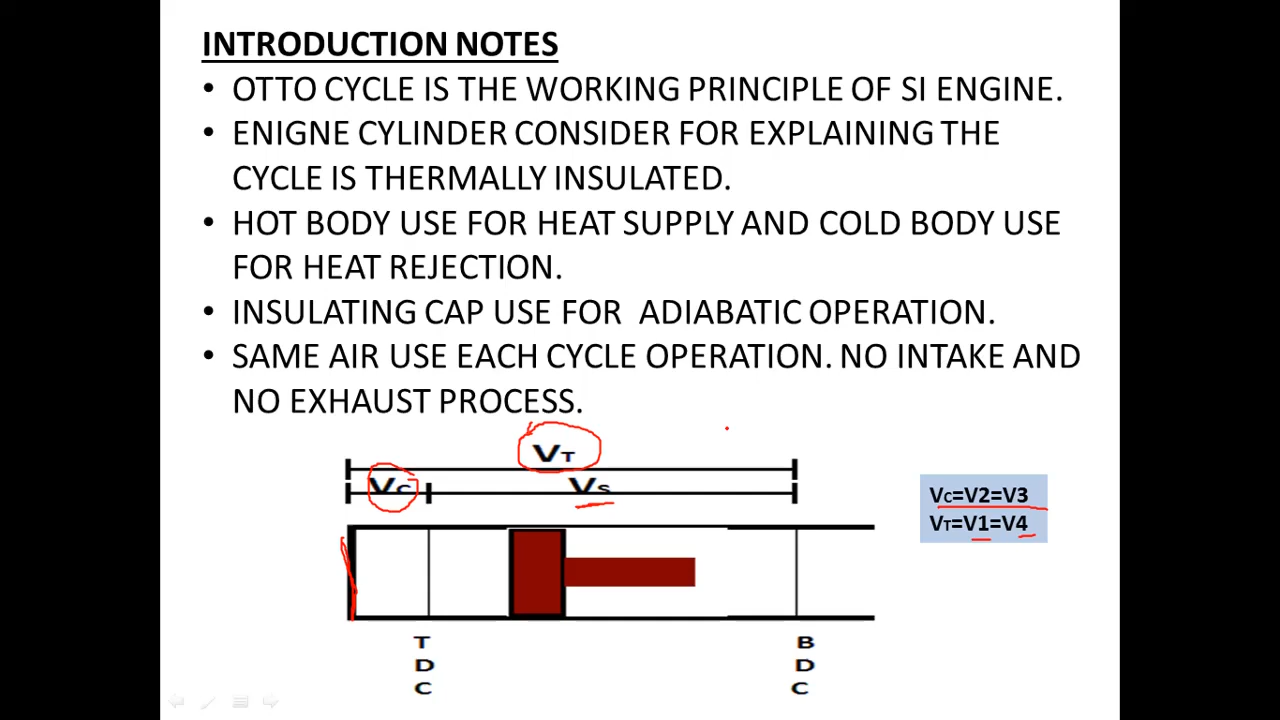 INTRODUCTION NOTES
• OTTO CYCLE IS THE WORKING PRINCIPLE OF SI ENGINE.
• ENIGNE CYLINDER CONSIDER FOR EXPLAINING THE
CYCLE IS THERMALLY INSULATED.
• HOT BODY USE FOR HEAT SUPPLY AND COLD BODY USE
FOR HEAT REJECTION.
• INSULATING CAP USE FOR ADIABATIC OPERATION.
• SAME AIR USE EACH CYCLE OPERATION. NO INTAKE AND
NO EXHAUST PROCESS.
VT
VC
VS
VC=V2=V3
VT=V1=V4
T
D
C
B
D
C